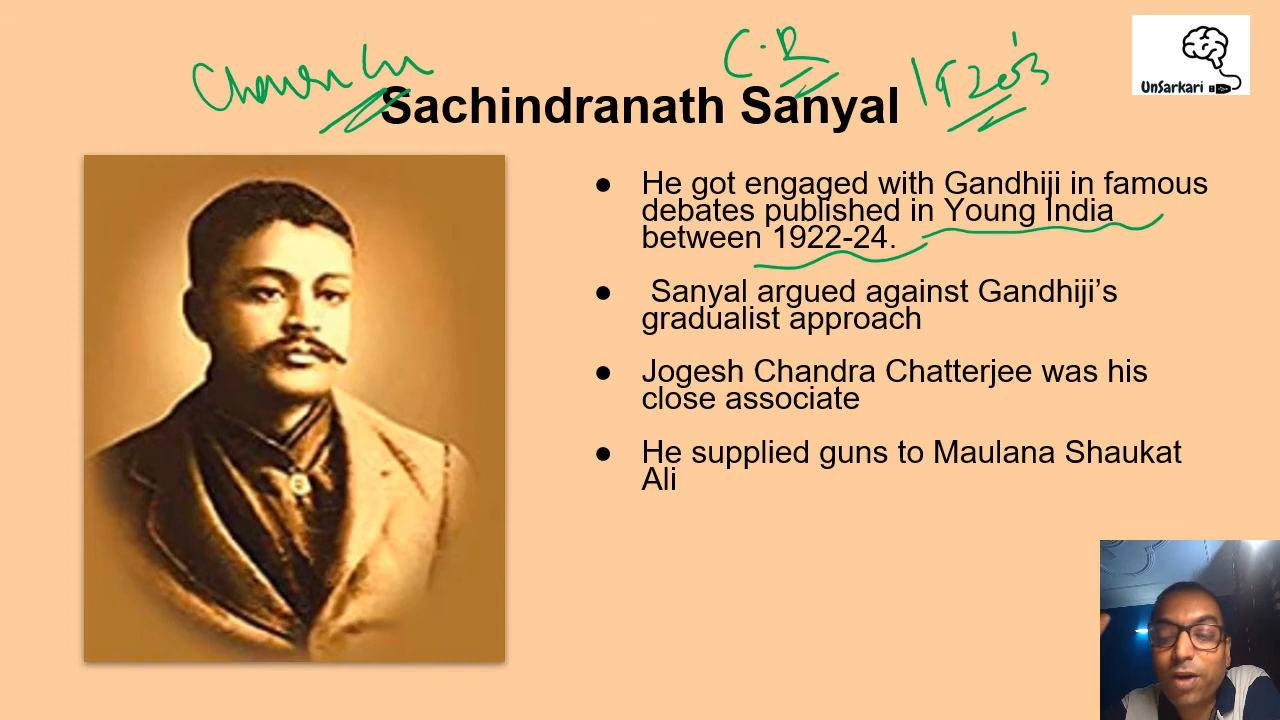 C.R
1920's
UnSarkari
Sachindranath Sanyal
● He got engaged with Gandhiji in famous
debates published in Young India
between 1922-24.
● Sanyal argued against Gandhiji’s
gradualist approach
● Jogesh Chandra Chatterjee was his
close associate
● He supplied guns to Maulana Shaukat
Ali